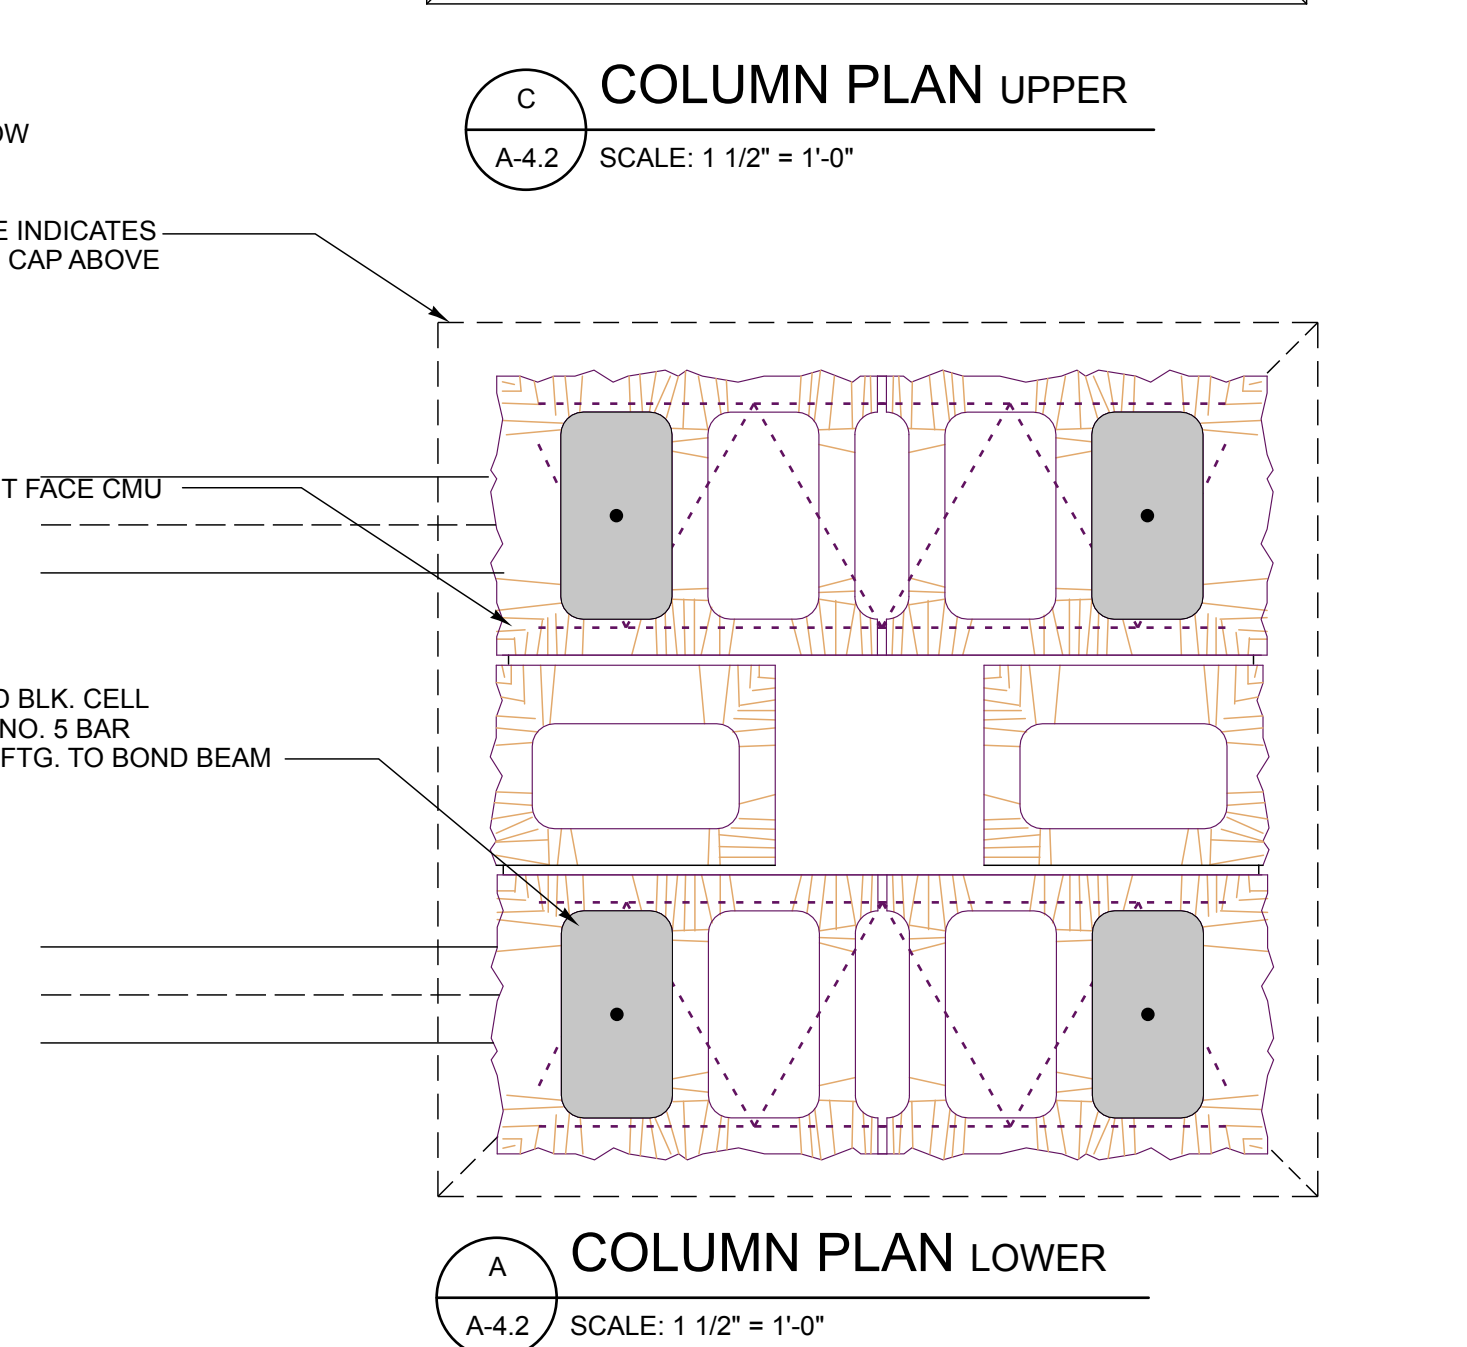 C
COLUMN PLAN UPPER
A-4.2
SCALE: 1 1/2" = 1'-0"
INDICATES
CAP ABOVE
FACE CMU
BLK. CELL
NO. 5 BAR
FTG. TO BOND BEAM
A
COLUMN PLAN LOWER
A-4.2
SCALE: 1 1/2" = 1'-0"